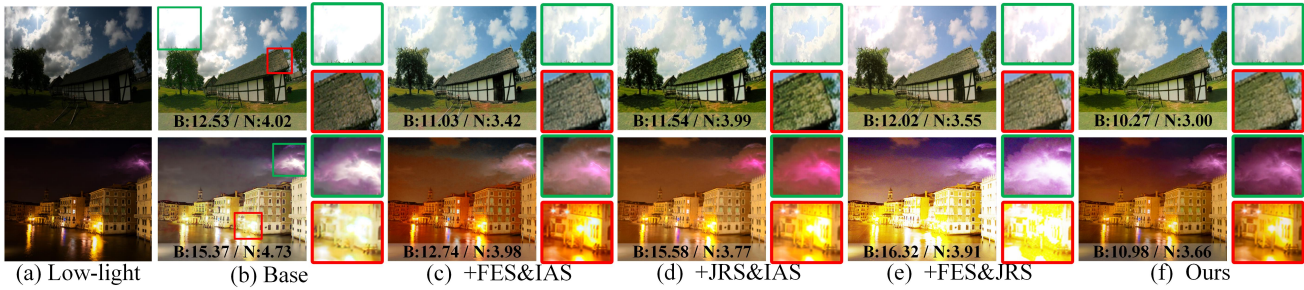 B:12.53 / N:4.02
B:11.03 / N:3.42
B:11.54 / N:3.99
B:12.02 / N:3.55
B:10.27 / N:3.00
B:15.37 / N:4.73
B:12.74 / N:3.98
B:15.58 / N:3.77
B:16.32 / N:3.91
B:10.98 / N:3.66
(a) Low-light
(b) Base
(c) +FES&IAS
(d) +JRS&IAS
(e) +FES&JRS
(f) Ours